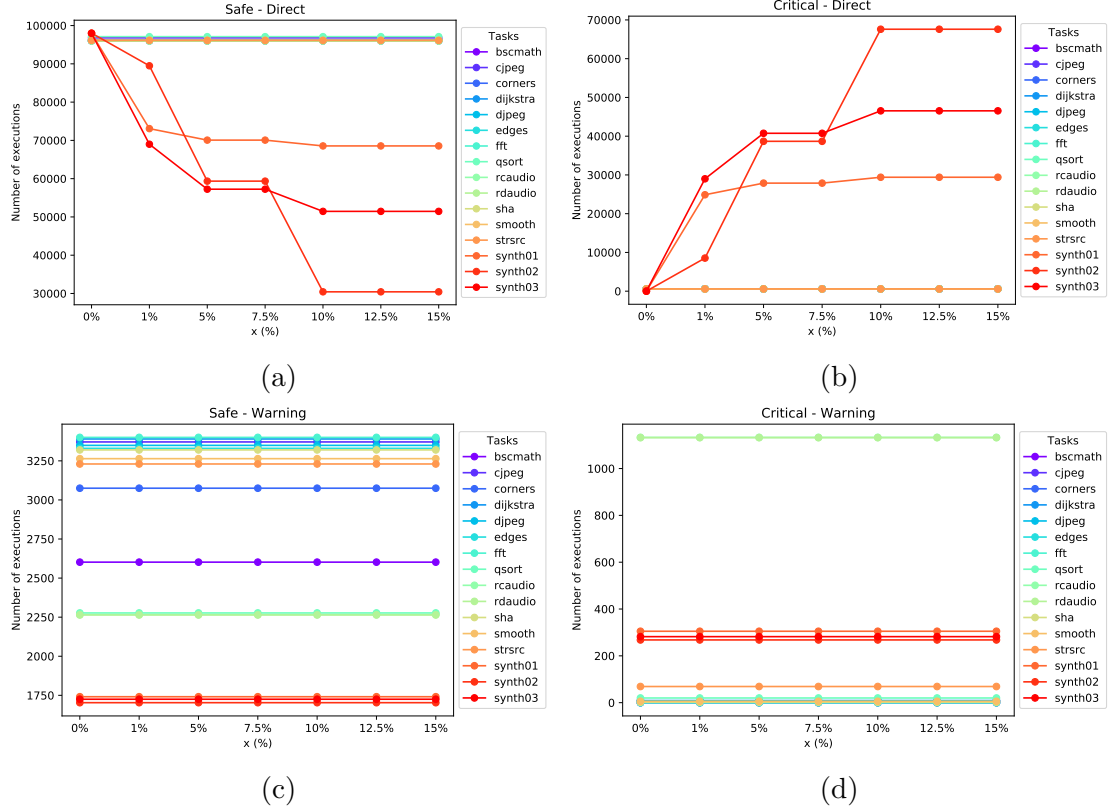 Safe - Direct
Number of executions
100000
90000
80000
70000
60000
50000
40000
30000
0% 1% 5% 7.5% 10% 12.5% 15%
x (%)
Tasks
bscmath
cjpeg
corners
dijkstra
djpeg
edges
fft
qsort
rcaudio
rdaudio
sha
smooth
strsrc
synth01
synth02
synth03
(a)
Critical - Direct
Number of executions
70000
60000
50000
40000
30000
20000
10000
0
0% 1% 5% 7.5% 10% 12.5% 15%
x (%)
Tasks
bscmath
cjpeg
corners
dijkstra
djpeg
edges
fft
qsort
rcaudio
rdaudio
sha
smooth
strsrc
synth01
synth02
synth03
(b)
Safe - Warning
Number of executions
3250
3000
2750
2500
2250
2000
1750
0% 1% 5% 7.5% 10% 12.5% 15%
x (%)
Tasks
bscmath
cjpeg
corners
dijkstra
djpeg
edges
fft
qsort
rcaudio
rdaudio
sha
smooth
strsrc
synth01
synth02
synth03
(c)
Critical - Warning
Number of executions
1000
800
600
400
200
0
0% 1% 5% 7.5% 10% 12.5% 15%
x (%)
Tasks
bscmath
cjpeg
corners
dijkstra
djpeg
edges
fft
qsort
rcaudio
rdaudio
sha
smooth
strsrc
synth01
synth02
synth03
(d)